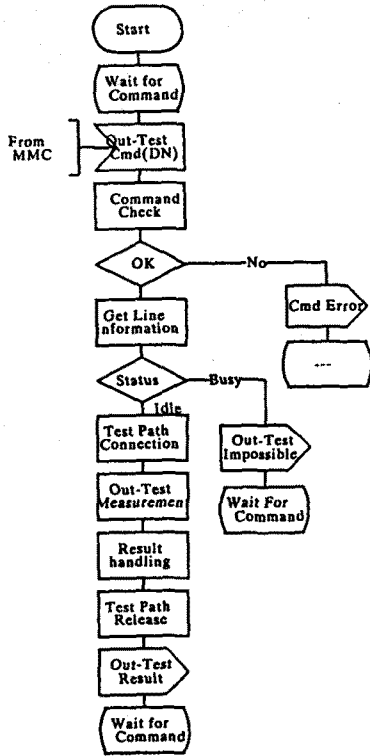 Start
Wait for
Command
From
MMC
Out-Test
Cmd(DN)
Command
Check
OK
No
Cmd Error
---
Get Line
nformation
Status
Busy
Idle
Test Path
Connection
Out-Test
Impossible
Out-Test
Measuremen
Wait For
Command
Result
handling
Test Path
Release
Out-Test
Result
Wait for
Command